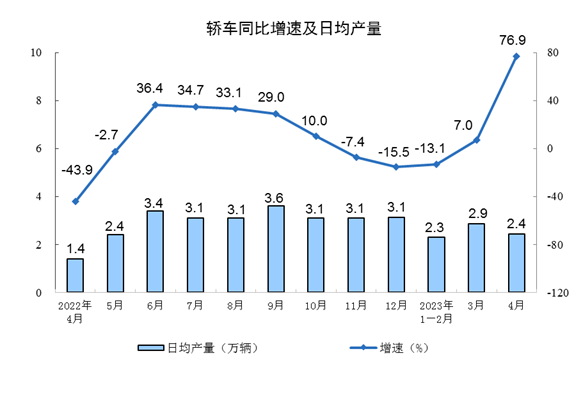 轿车同比增速及日均产量
10
8
6
4
2
0
80
40
0
-40
-80
-120
-43.9
-2.7
36.4
34.7
33.1
29.0
10.0
-7.4
-15.5
-13.1
7.0
76.9
1.4
2.4
3.4
3.1
3.1
3.6
3.1
3.1
3.1
2.3
2.9
2.4
2022年
4月
5月
6月
7月
8月
9月
10月
11月
12月
2023年
1—2月
3月
4月
日均产量（万辆）
增速（%）